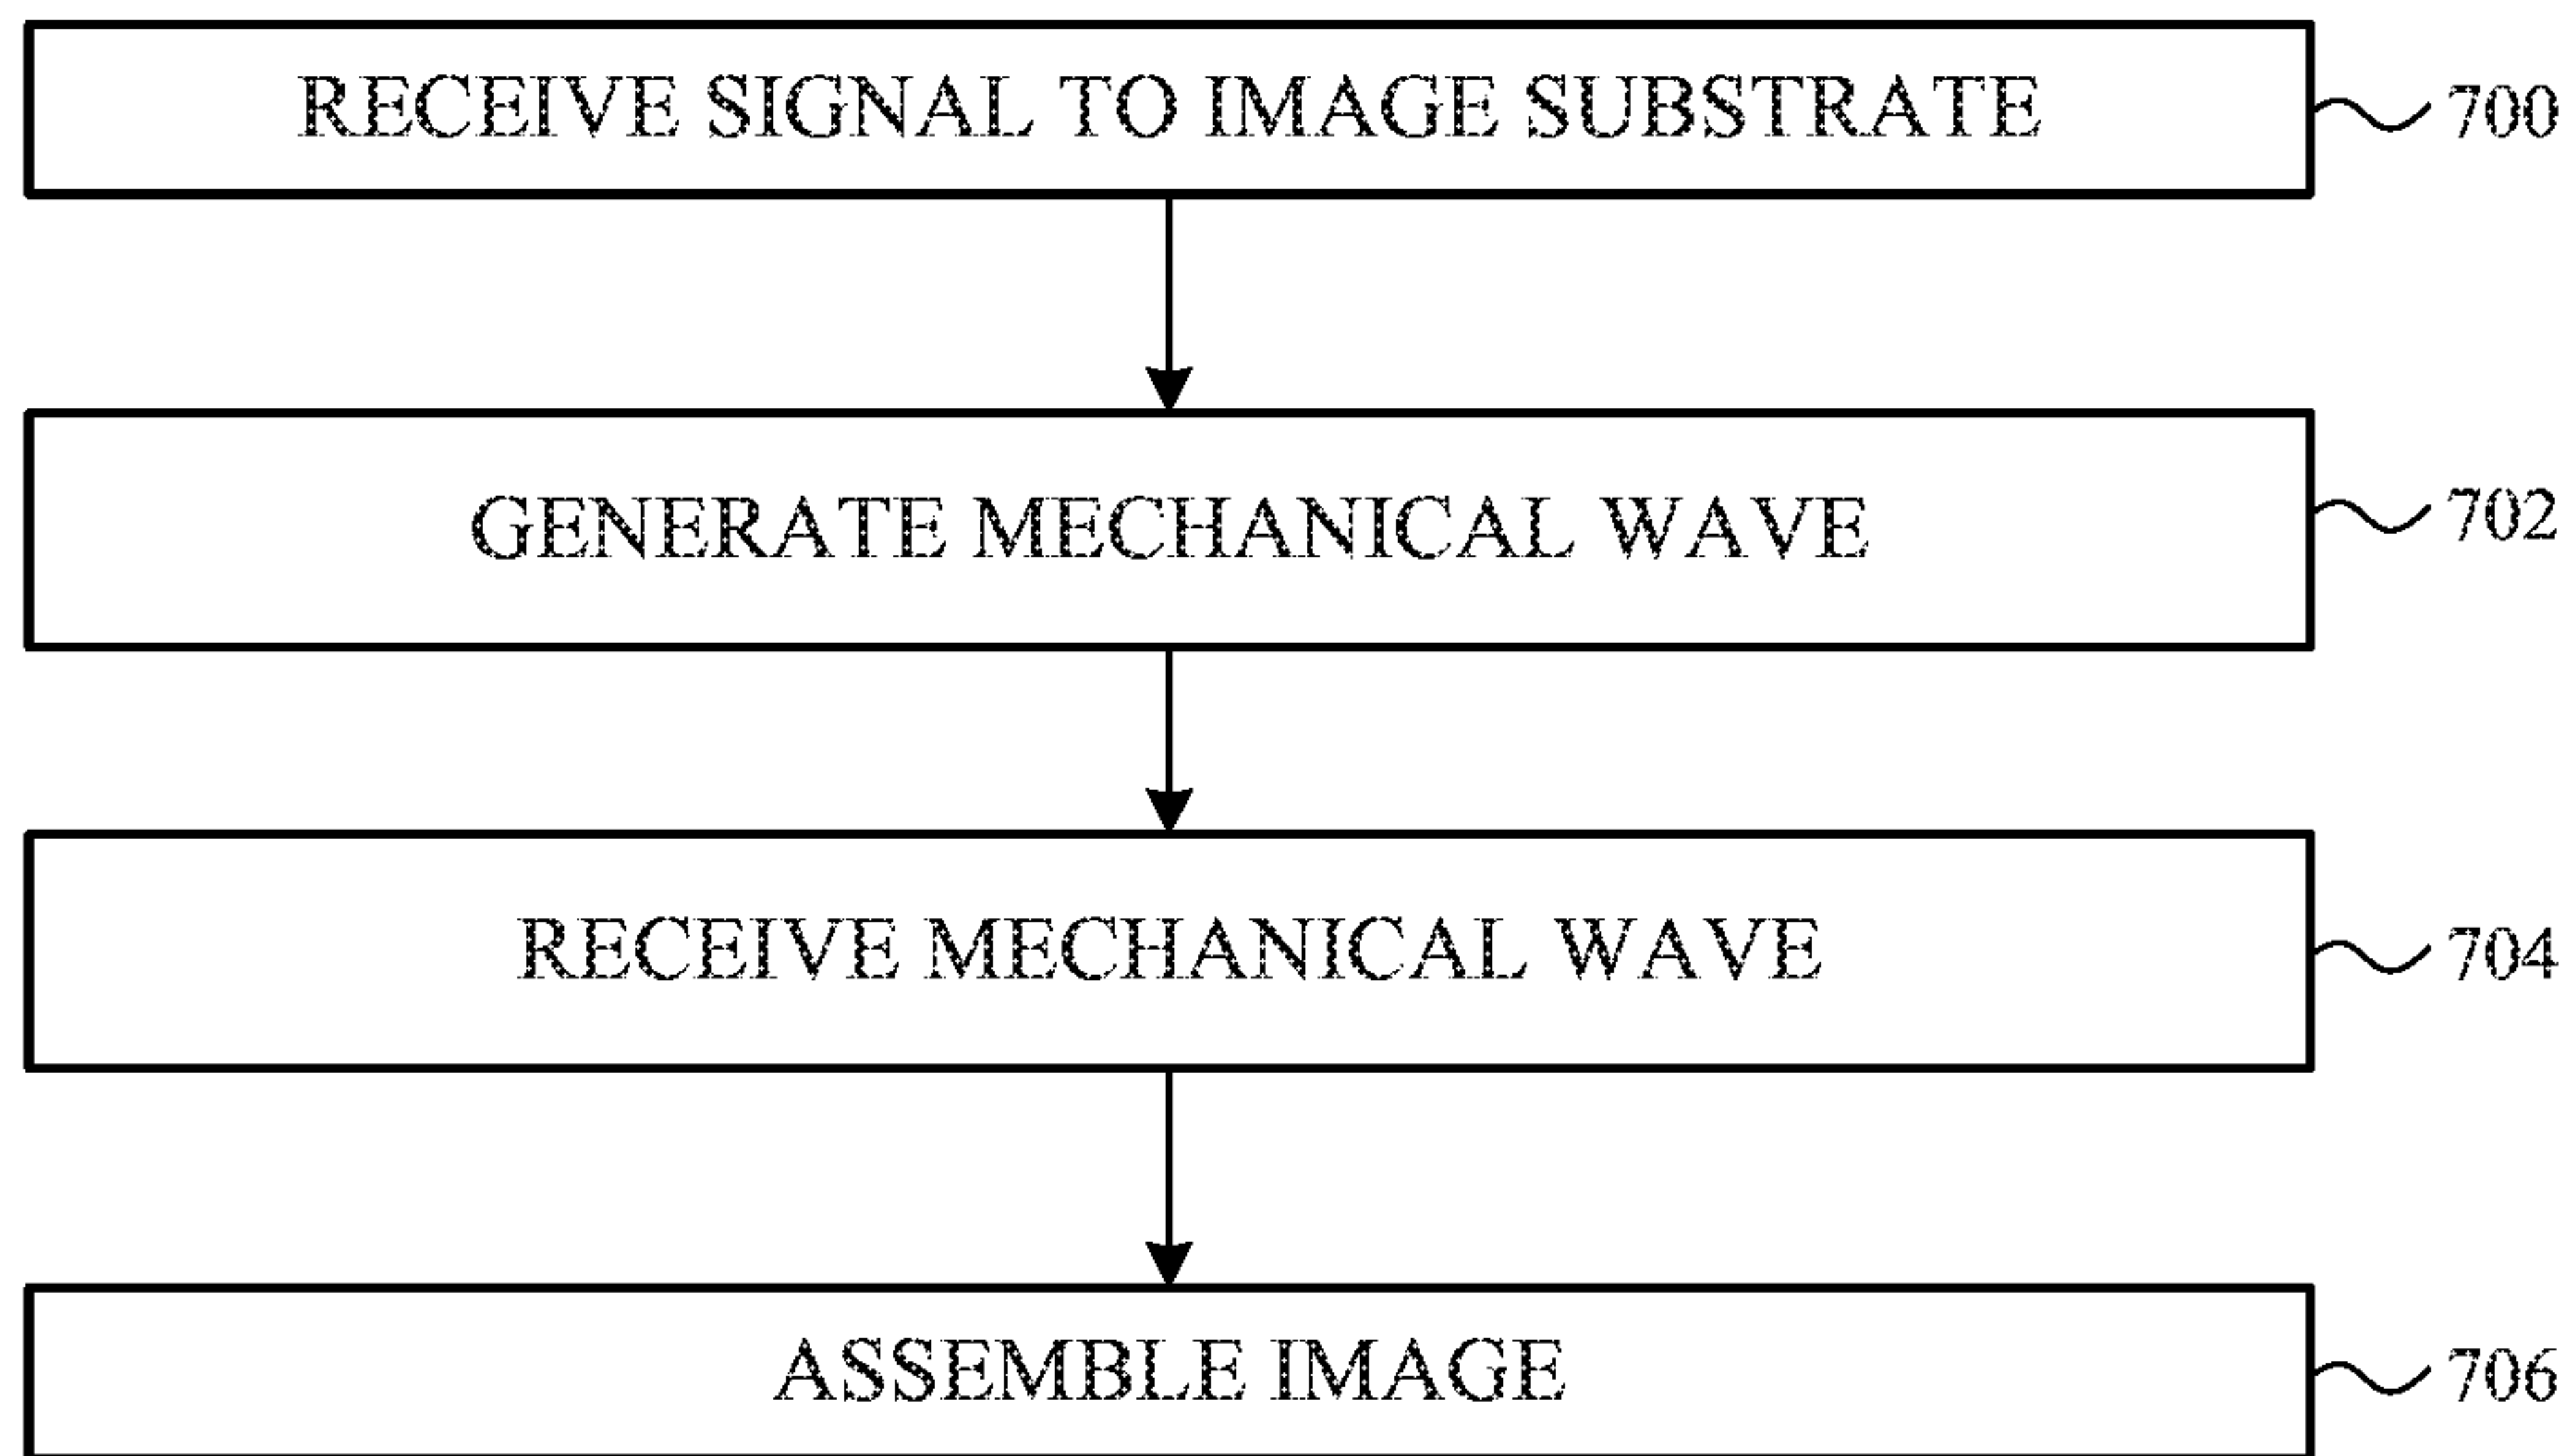 RECEIVE SIGNAL TO IMAGE SUBSTRATE
700
GENERATE MECHANICAL WAVE
702
RECEIVE MECHANICAL WAVE
704
ASSEMBLE IMAGE
706